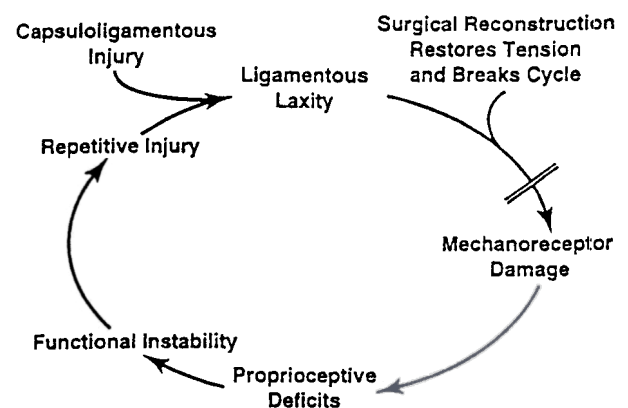 Capsuloligamentous
Injury
Surgical Reconstruction
Restores Tension
and Breaks Cycle
Ligamentous
Laxity
Repetitive Injury
Mechanoreceptor
Damage
Functional Instability
Proprioceptive
Deficits